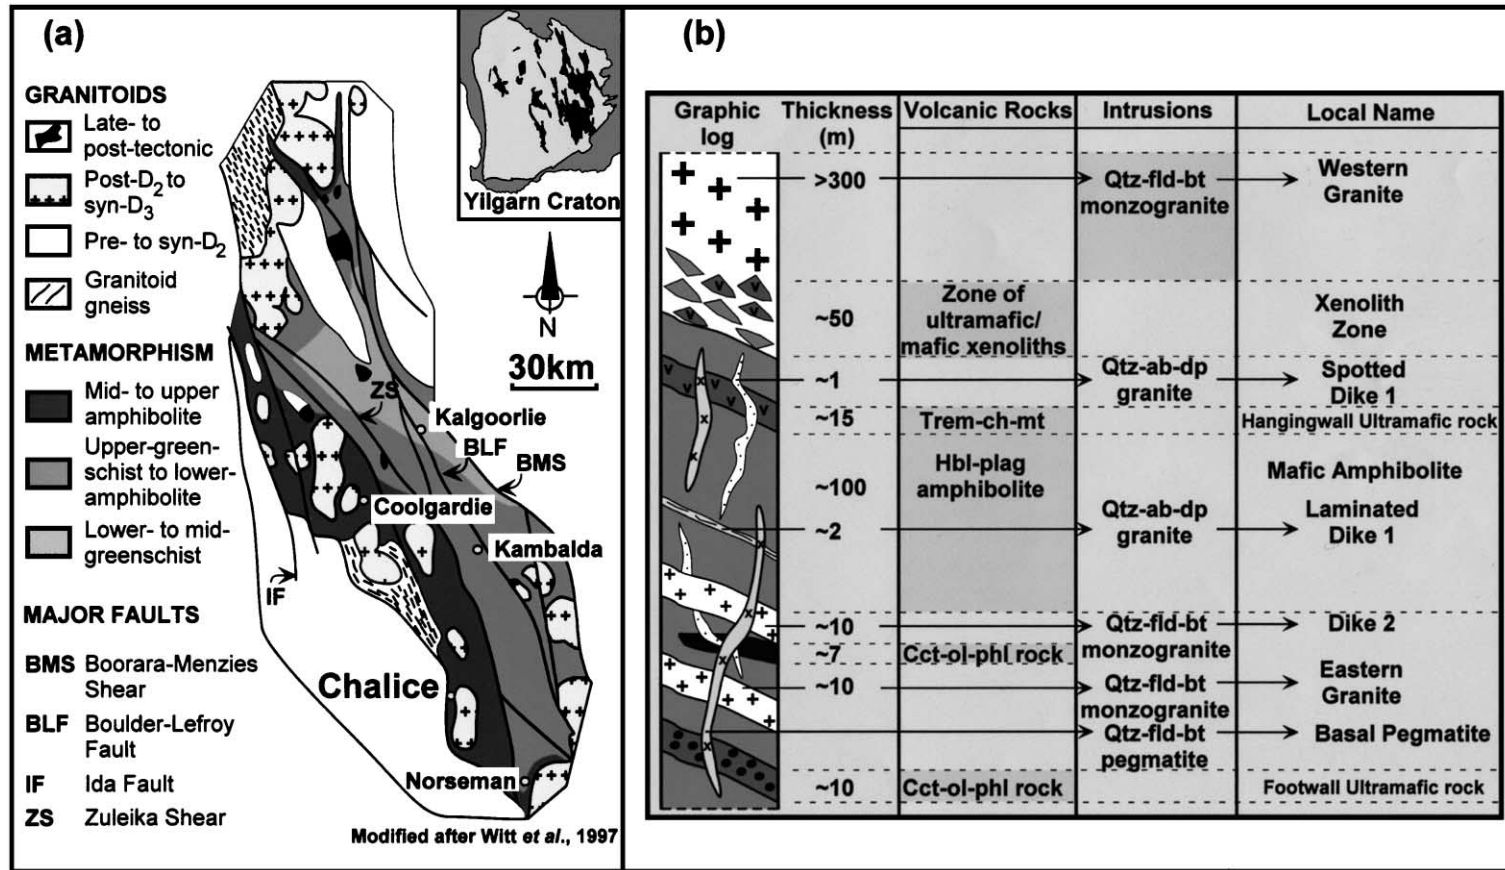 (a)
GRANITOIDS
Late- to
post-tectonic
Post-D2 to
syn-D3
Pre- to syn-D2
Granitoid
gneiss
METAMORPHISM
Mid- to upper
amphibolite
Upper-green-
schist to lower-
amphibolite
Lower- to mid-
greenschist
MAJOR FAULTS
BMS Boorara-Menzies
Shear
BLF Boulder-Lefroy
Fault
IF Ida Fault
ZS Zuleika Shear
Yilgarn Craton
N
30km
ZS
Kalgoorlie
BLF
BMS
Coolgardie
Kambalda
IF
Chalice
Norseman
Modified after Witt et al., 1997
(b)
Graphic
log
Thickness
(m)
Volcanic Rocks
Intrusions
Local Name
>300
Qtz-fld-bt
monzogranite
Western
Granite
~50
Zone of
ultramafic/
mafic xenoliths
Xenolith
Zone
~1
Qtz-ab-dp
granite
Spotted
Dike 1
~15
Trem-ch-mt
Hangingwall Ultramafic rock
~100
Hbl-plag
amphibolite
Mafic Amphibolite
~2
Qtz-ab-dp
granite
Laminated
Dike 1
~10
Qtz-fld-bt
monzogranite
Dike 2
~7
Cct-ol-phl rock
~10
Qtz-fld-bt
monzogranite
Eastern
Granite
Qtz-fld-bt
pegmatite
Basal Pegmatite
~10
Cct-ol-phl rock
Footwall Ultramafic rock